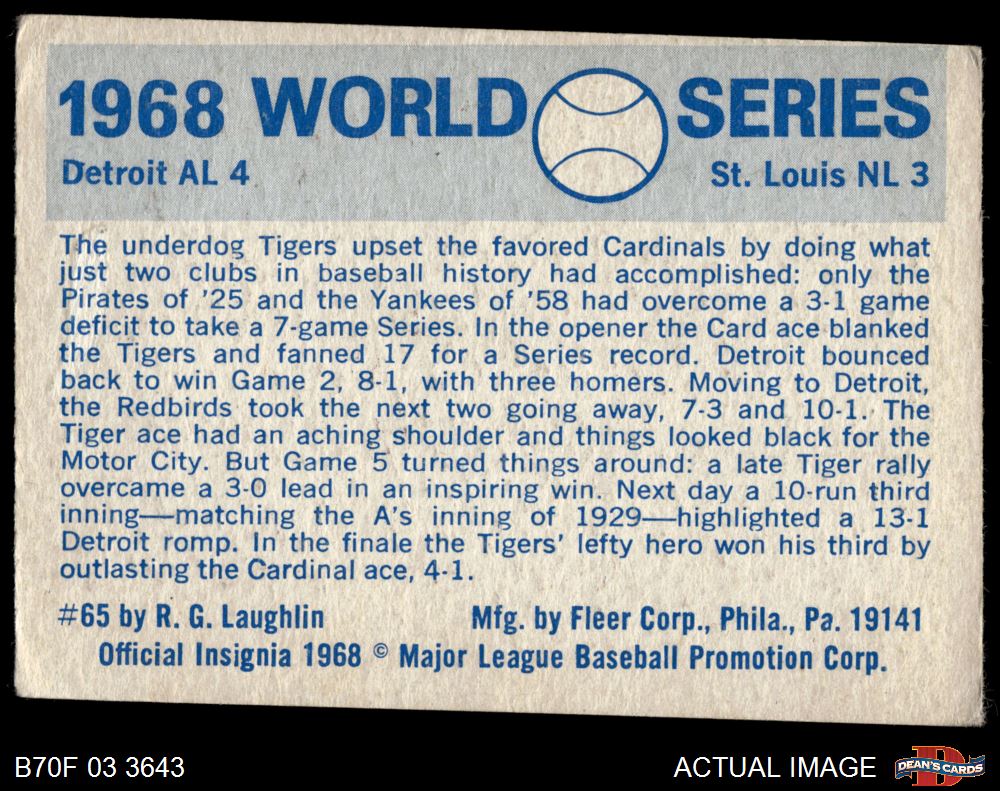 1968 WORLD SERIES
Detroit AL 4 St. Louis NL 3
The underdog Tigers upset the favored Cardinals by doing what
just two clubs in baseball history had accomplished: only the
Pirates of '25 and the Yankees of '58 had overcome a 3-1 game
deficit to take a 7-game Series. In the opener the Card ace blanked
the Tigers and fanned 17 for a Series record. Detroit bounced
back to win Game 2, 8-1, with three homers. Moving to Detroit,
the Redbirds took the next two going away, 7-3 and 10-1. The
Tiger ace had an aching shoulder and things looked black for the
Motor City. But Game 5 turned things around: a late Tiger rally
overcame a 3-0 lead in an inspiring win. Next day a 10-run third
inning—matching the A's inning of 1929—highlighted a 13-1
Detroit romp. In the finale the Tigers' lefty hero won his third by
outlasting the Cardinal ace, 4-1.
#65 by R. G. Laughlin Mfg. by Fleer Corp., Phila., Pa. 19141
Official Insignia 1968 © Major League Baseball Promotion Corp.
B70F 03 3643 ACTUAL IMAGE D DEAN'S CARDS